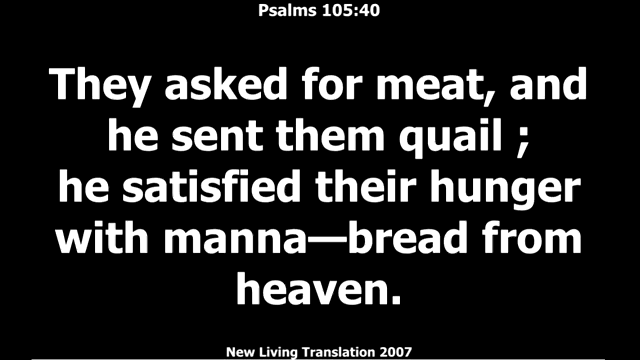 Psalms 105:40
They asked for meat, and
he sent them quail ;
he satisfied their hunger
with manna—bread from
heaven.
New Living Translation 2007